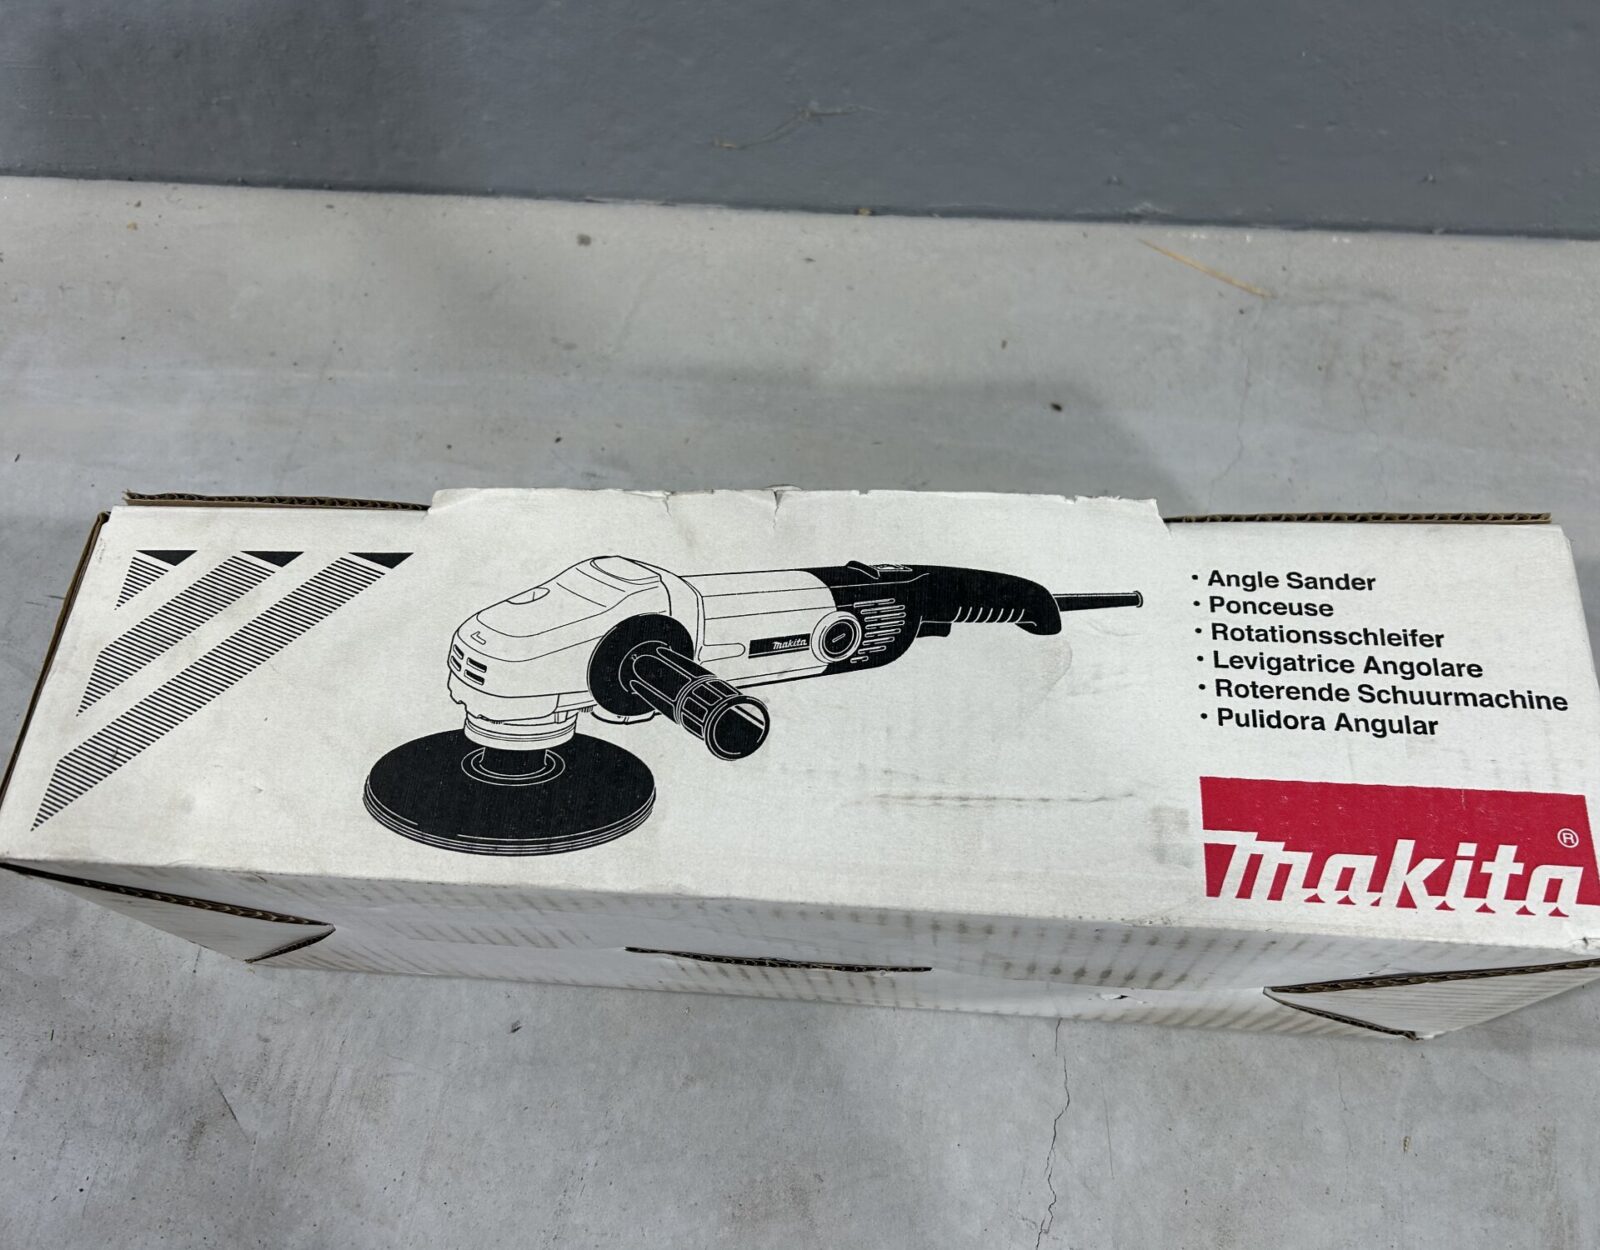 makita
• Angle Sander
• Ponceuse
• Rotationsschleifer
• Levigatrice Angolare
• Roterende Schuurmachine
• Pulidora Angular
makita®